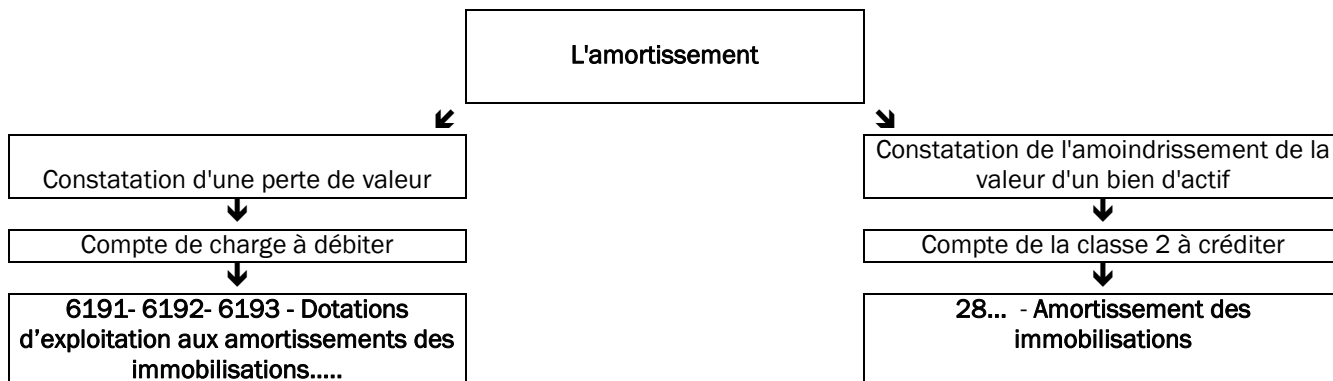 L'amortissement
Constatation d'une perte de valeur
Constatation de l'amoindrissement de la
valeur d'un bien d'actif
Compte de charge à débiter
Compte de la classe 2 à créditer
6191- 6192- 6193 - Dotations
d’exploitation aux amortissements des
immobilisations.....
28... - Amortissement des
immobilisations